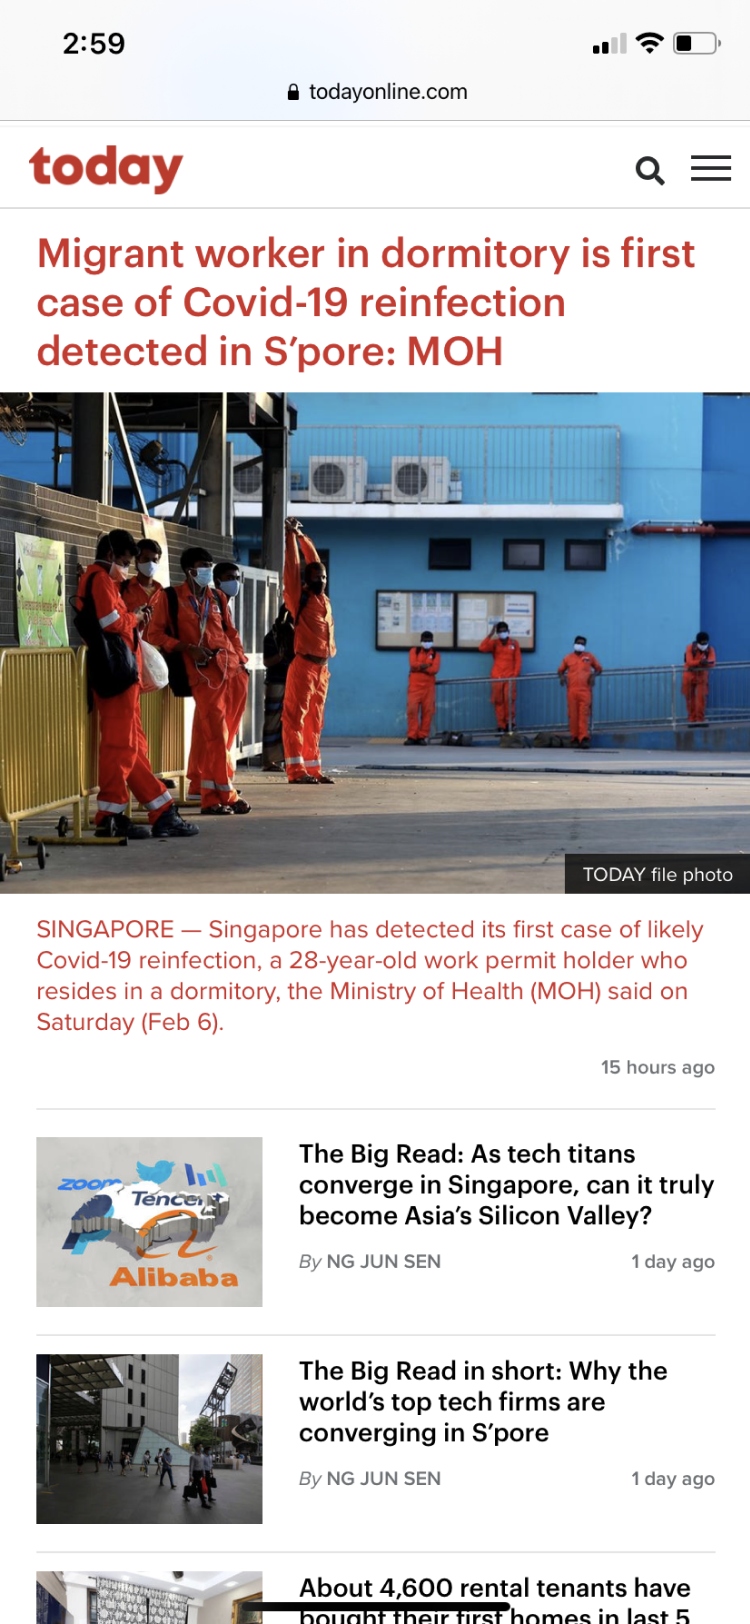 2:59
todayonline.com
today
Migrant worker in dormitory is first
case of Covid-19 reinfection
detected in S’pore: MOH
TODAY file photo
SINGAPORE — Singapore has detected its first case of likely
Covid-19 reinfection, a 28-year-old work permit holder who
resides in a dormitory, the Ministry of Health (MOH) said on
Saturday (Feb 6).
15 hours ago
zoom
Tencent
Alibaba
The Big Read: As tech titans
converge in Singapore, can it truly
become Asia’s Silicon Valley?
By NG JUN SEN
1 day ago
The Big Read in short: Why the
world’s top tech firms are
converging in S’pore
By NG JUN SEN
1 day ago
About 4,600 rental tenants have
bought their first homes in last 5